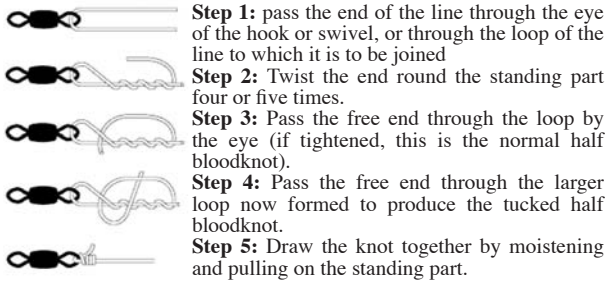 Step 1: pass the end of the line through the eye
of the hook or swivel, or through the loop of the
line to which it is to be joined
Step 2: Twist the end round the standing part
four or five times.
Step 3: Pass the free end through the loop by
the eye (if tightened, this is the normal half
bloodknot).
Step 4: Pass the free end through the larger
loop now formed to produce the tucked half
bloodknot.
Step 5: Draw the knot together by moistening
and pulling on the standing part.